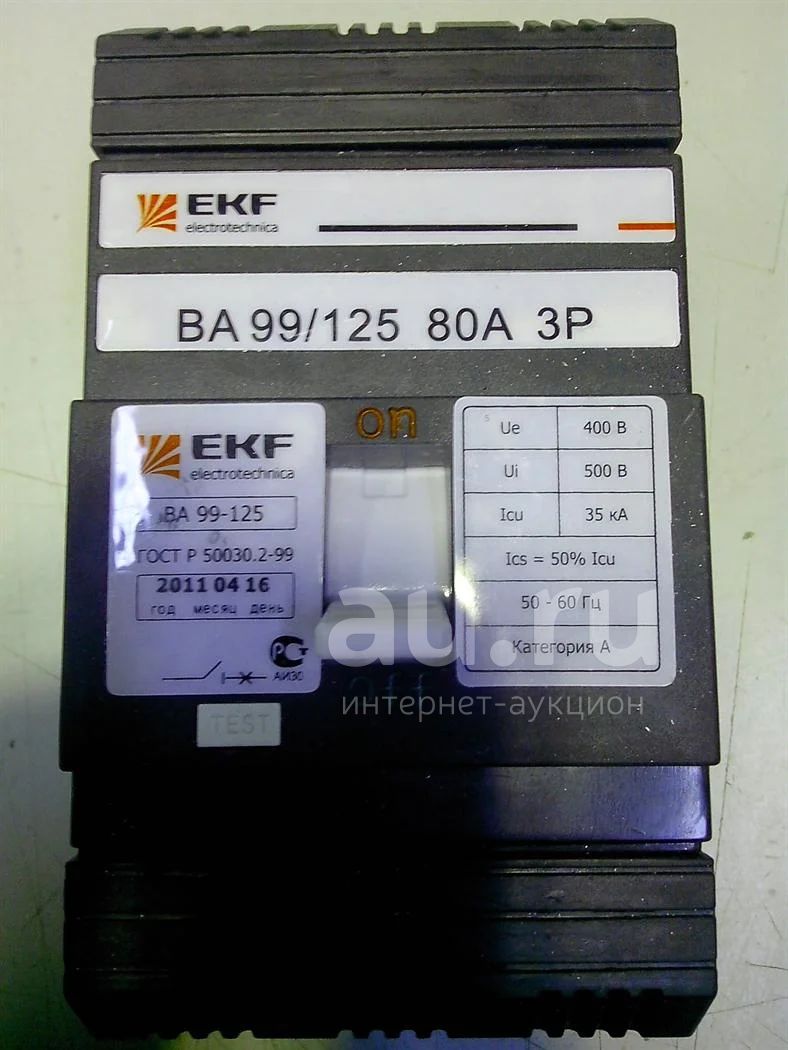 EKF
electrotechnica
ВА 99/125 80А 3Р
on
EKF
electrotechnica
ВА 99-125
ГОСТ Р 50030.2-99
2011 04 16
год месяц день
РСТ
АИ30
TEST
Ue 400 В
Ui 500 В
Icu 35 кА
Ics = 50% Icu
50 - 60 Гц
Категория А
off
au.ru
интернет-аукцион